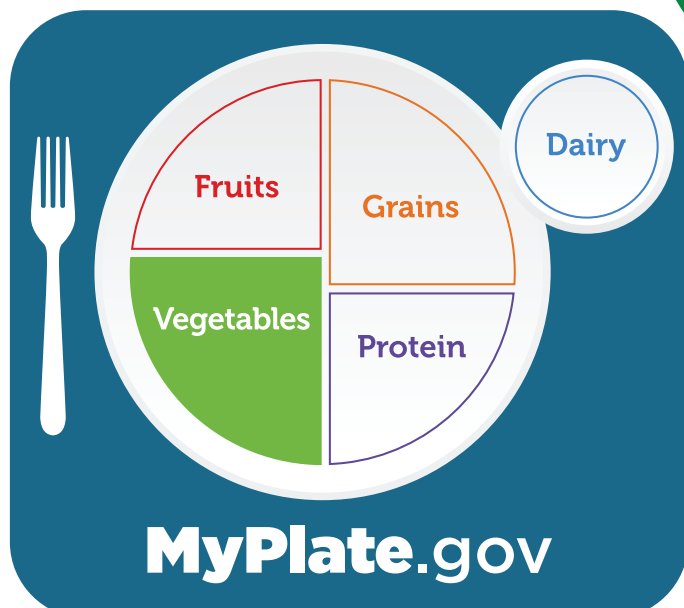 Fruits
Grains
Dairy
Vegetables
Protein
MyPlate.gov